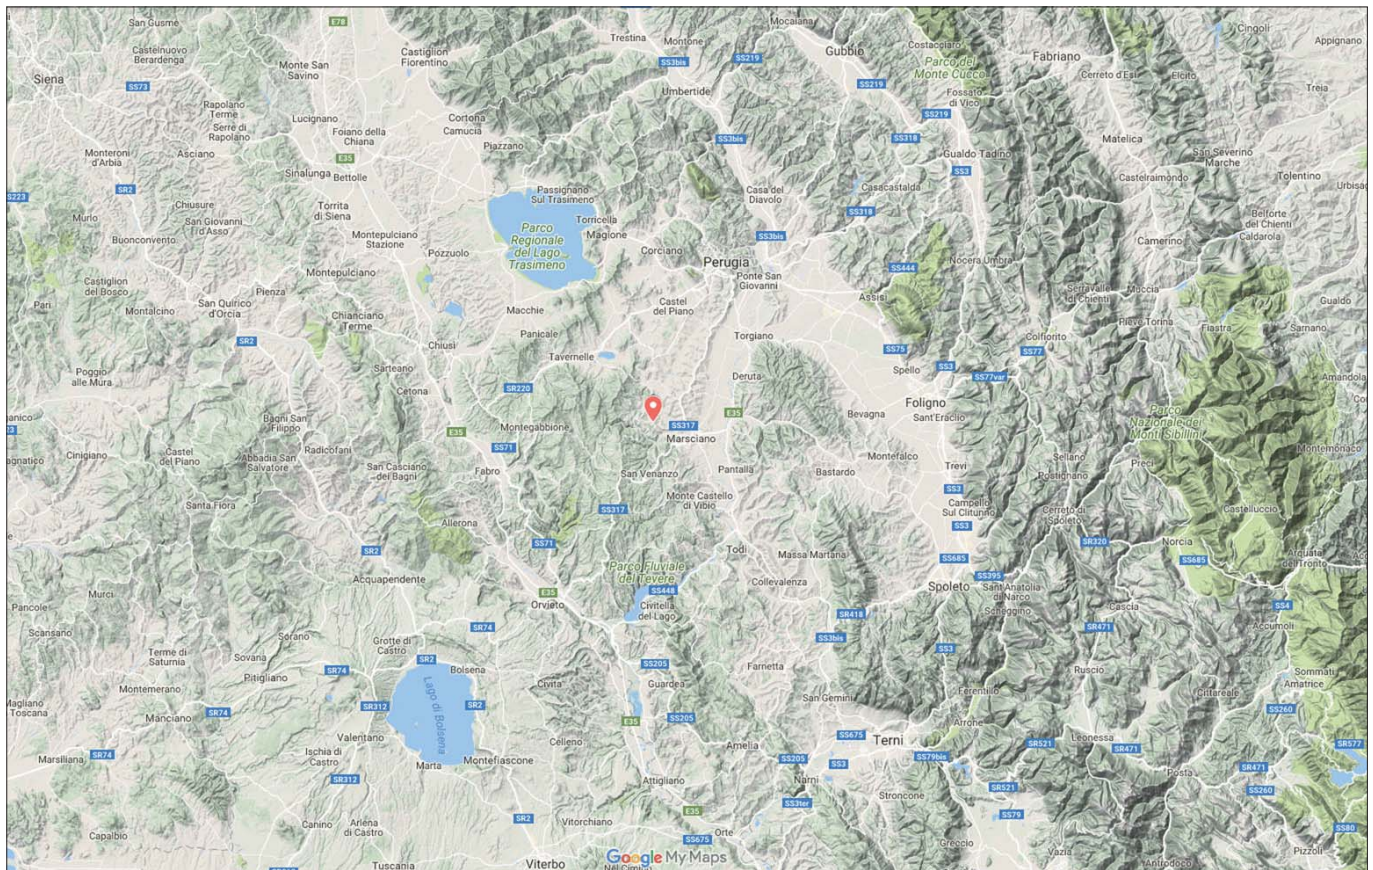 San Gusme
E78
Trestina
Montone
Mocaiana
Gubbio
Costacciaro
Cingoli
Appignano
Castelnuovo
Berardenga
Monte San
Savino
Castiglion
Fiorentino
SS3bis
SS219
Parco del
Monte Cucco
Fabriano
Siena
SS73
Umbertide
SS219
Fossato
di Vico
Cerreto d'Esi
Elcito
Treia
Rapolano
Terme
Serre di
Rapolano
Lucignano
Foiano della
Chiana
Cortona
Camucia
Piazzano
SS3bis
SS219
SS318
Matelica
Monteroni
d'Arbia
Asciano
E35
Gualdo Tadino
San Severino
Marche
Sinalunga
Bettolle
SS3
Castelraimondo
Tolentino
Urbisag
SS223
SR2
Chiusure
Torrita
di Siena
Passignano
Sul Trasimeno
Casa del
Diavolo
Casacastalda
Murlo
San Giovanni
d'Asso
Torricella
Magione
SS318
Belforte
del Chienti
Caldarola
Buonconvento
Montepulciano
Stazione
Parco
Regionale
del Lago
Trasimeno
SS3bis
Camerino
Pozzuolo
Corciano
Perugia
Nocera Umbra
Montepulciano
Ponte San
Giovanni
SS444
Castiglion
del Bosco
Pienza
Serravalle
di Chienti
Muccia
Pari
Montalcino
San Quirico
d'Orcia
Macchie
Castel
del Piano
Assisi
Fiastra
Gualdo
Chianciano
Terme
Panicale
Torgiano
Colfiorito
Pieve Torina
Sarnano
SR2
Chiusi
Tavernelle
SS75
SS77
Poggio
alle Mura
Sarteano
Spello
SS3
SS77var
Amandola
Cetona
SR220
Deruta
Foligno
Bagni San
Filippo
Montegabbione
SS317
E35
Bevagna
Sant'Eraclio
Parco
Nazionale dei
Monti Sibillini
E35
Marsciano
Radicofani
SS71
Montefalco
Montemonaco
Cinigiano
Castel
del Piano
Abbadia San
Salvatore
San Casciano
dei Bagni
Fabro
San Venanzo
Pantalla
Bastardo
Trevi
Sellano
Postignano
Preci
SS3
Santa Fiora
Monte Castello
di Vibio
Campello
Sul Clitunno
Cerreto di
Spoleto
Castelluccio
SS317
Allerona
SS3
SS71
Todi
Massa Martana
SR320
Norcia
SR2
SS685
SS685
Arquata
del Tronto
Parco Fluviale
del Tevere
Acquapendente
Collevalenza
Spoleto
SS395
Sant'Anatolia
di Narco
Murci
E35
SS448
Scheggino
Pancole
Orvieto
Civitella
del Lago
SR418
Cascia
SS4
Scansano
Sorano
Grotte di
Castro
SR74
SS3bis
SR471
Accumoli
Terme di
Saturnia
Sovana
SR2
SS205
SS3
Pitigliano
SR74
Bolsena
Farnetta
Ruscio
Sommati
Amatrice
Montemerano
Civita
Guardea
Ferentillo
Cittareale
Magliano
in Toscana
Manciano
SR74
SR312
Lago di Bolsena
SR2
San Gemini
SS260
SS205
Arrone
Valentano
E35
SS675
Terni
Leonessa
SR74
Ischia di
Castro
Celleno
Amelia
SR521
SR471
SR577
Marsiliana
SS205
SS79bis
Marta
Montefiascone
SS3
Posta
SR471
SR312
Attigliano
Narni
SR521
SS260
Stroncone
SS3ter
E35
SS79
Canino
Arlena
di Castro
SR2
Vitorchiano
Orte
SS80
Capalbio
SS675
Greccio
Vazia
Pizzoli
Tuscania
Viterbo
Google My Maps
Antrodoco